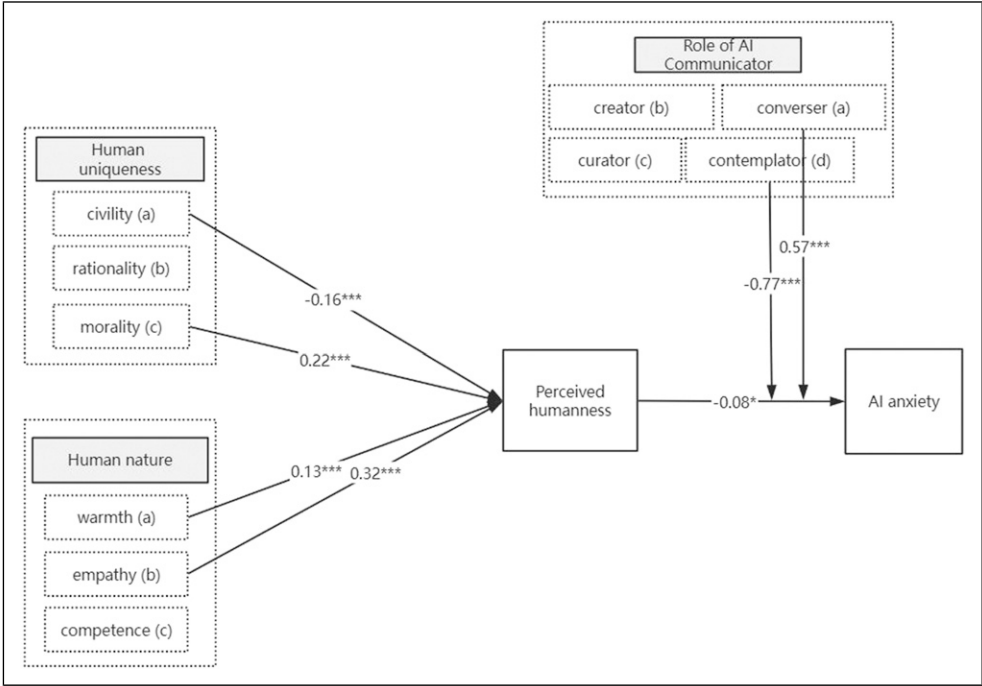 Role of AI
Communicator
creator (b)
converser (a)
curator (c)
contemplator (d)
Human
uniqueness
civility (a)
rationality (b)
morality (c)
0.57***
-0.77***
-0.16***
0.22***
Perceived
humanness
-0.08*
AI anxiety
Human nature
warmth (a)
empathy (b)
competence (c)
0.13***
0.32***